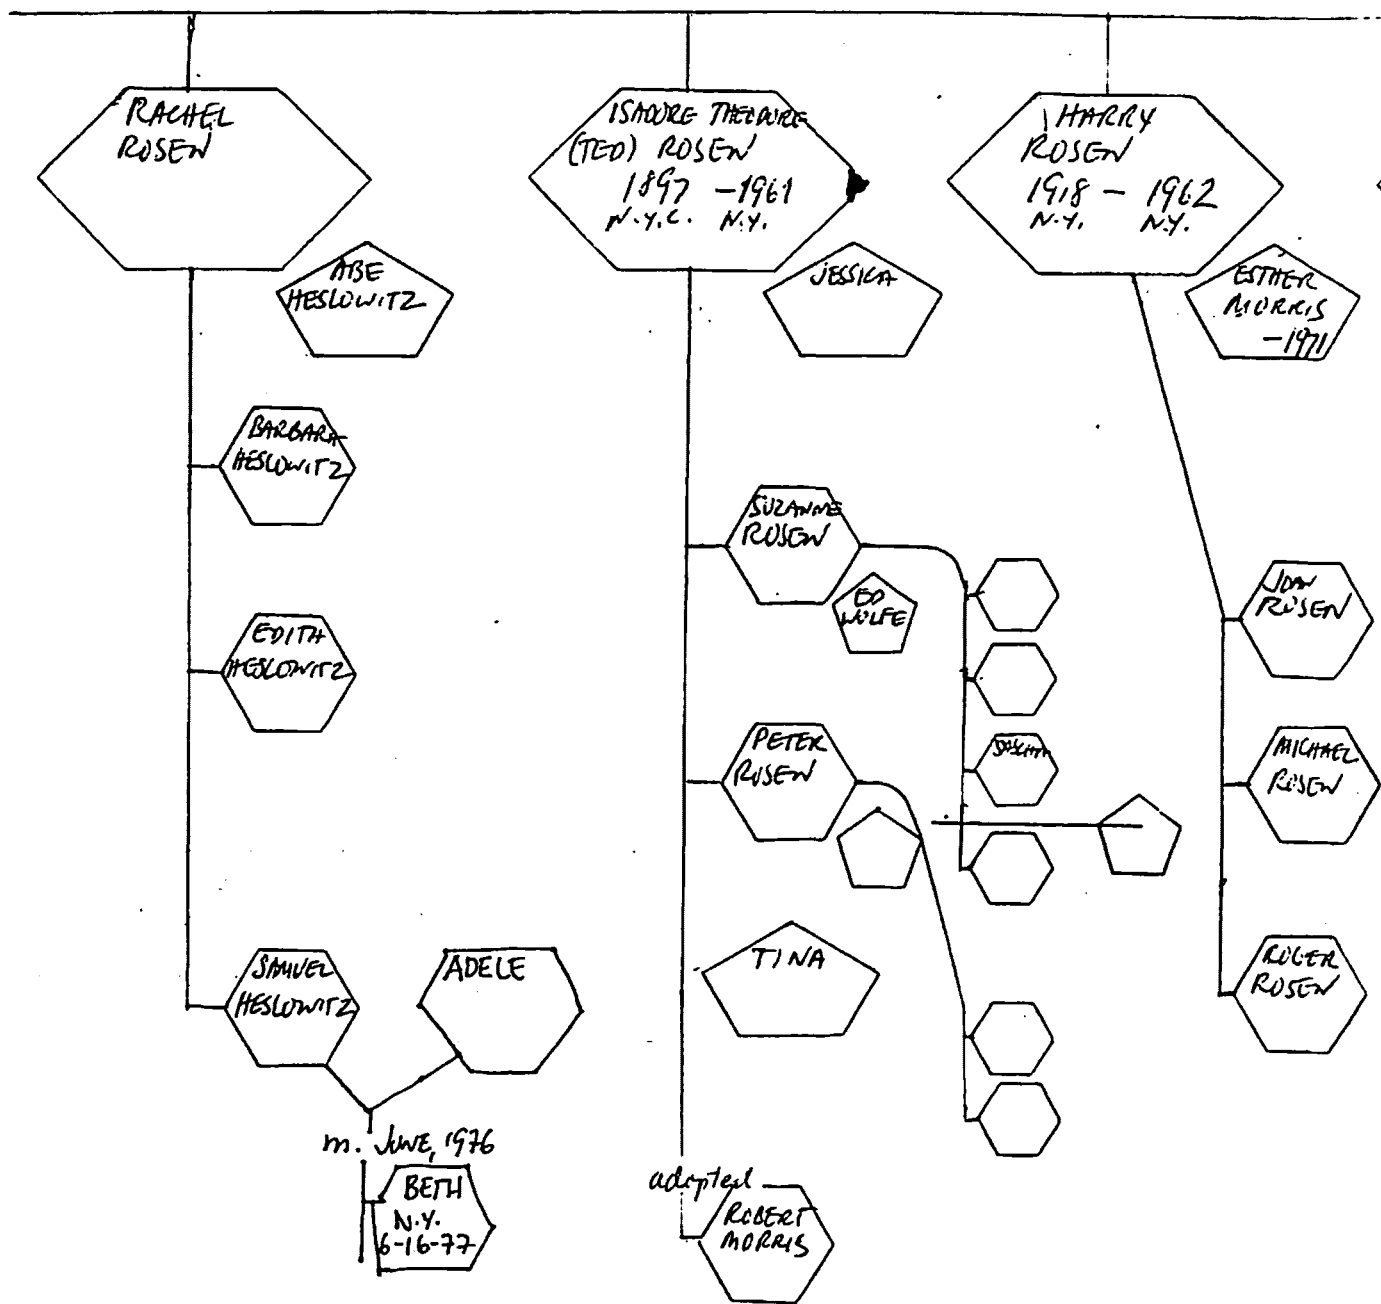 RACHEL
ROSEN
ISADORE THEODORE
(TED) ROSEN
1897 - 1961
N.Y.C. N.Y.
HARRY
ROSEN
1918 - 1962
N.Y. N.Y.
ABE
HESLOWITZ
JESSICA
ESTHER
MORRIS
- 1971
BARBARA
HESLOWITZ
SUZANNE
ROSEN
ED
WOLFE
JOAN
ROSEN
EDITH
HESLOWITZ
PETER
ROSEN
MICHAEL
ROSEN
SAMUEL
HESLOWITZ
ADELE
TINA
ROGER
ROSEN
m. JUNE, 1976
BETH
N.Y.
6-16-77
adopted
ROBERT
MORRIS